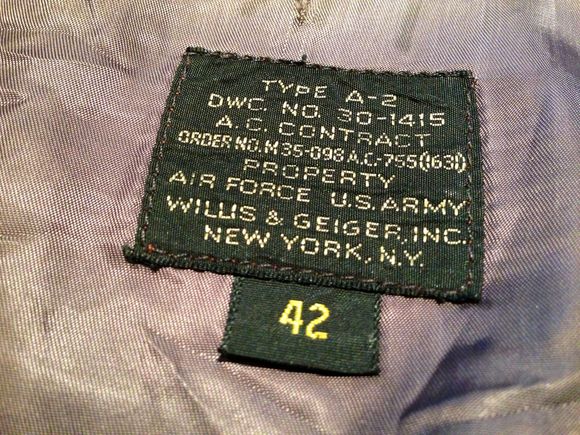 TYPE A-2
DWG. NO. 30-1415
A.C. CONTRACT
ORDER NO. M 35-098 A.C-755(1631)
PROPERTY
AIR FORCE U.S. ARMY
WILLIS & GEIGER, INC.
NEW YORK, N.Y.
42